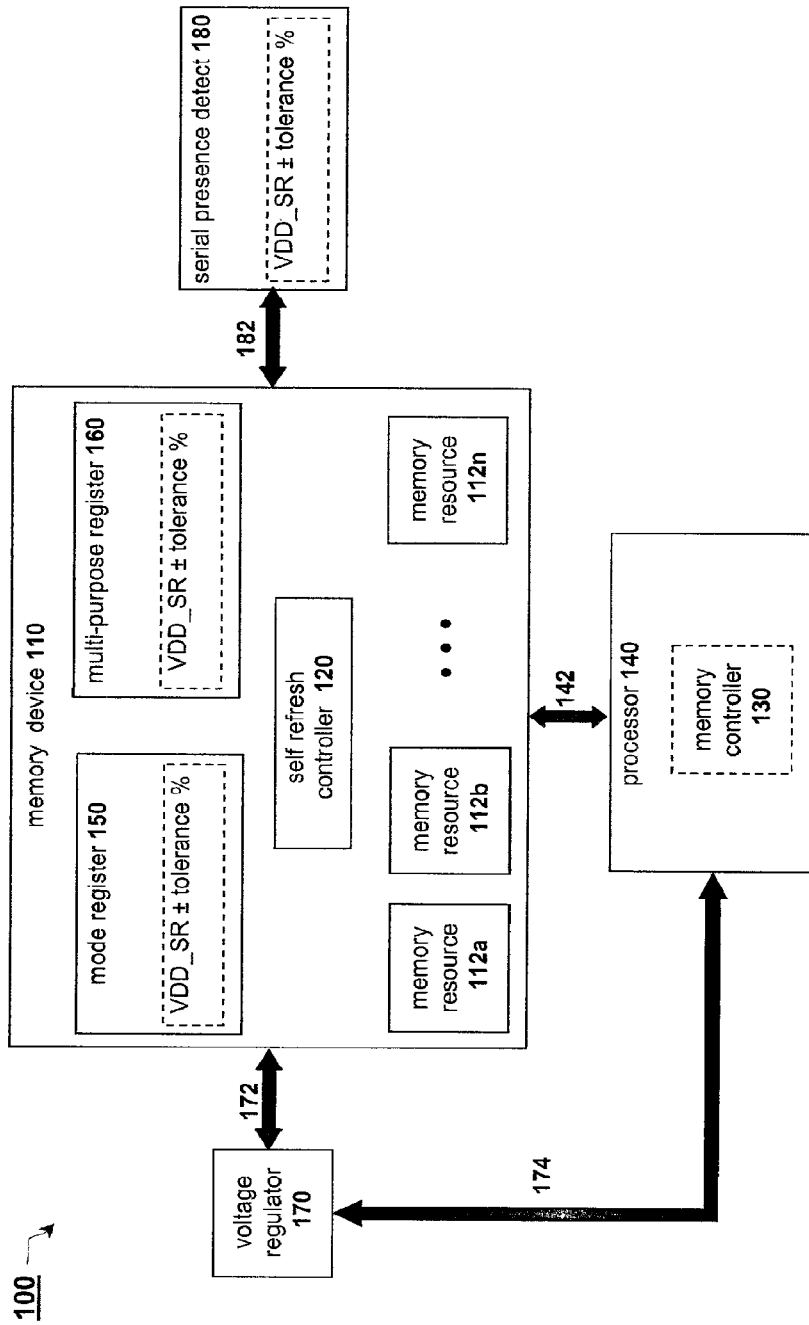 100
memory device 110
mode register 150
VDD_SR ± tolerance %
multi-purpose register 160
VDD_SR ± tolerance %
self refresh
controller 120
memory
resource
112a
memory
resource
112b
• • •
memory
resource
112n
voltage
regulator
170
172
174
182
serial presence detect 180
VDD_SR ± tolerance %
142
processor 140
memory
controller
130